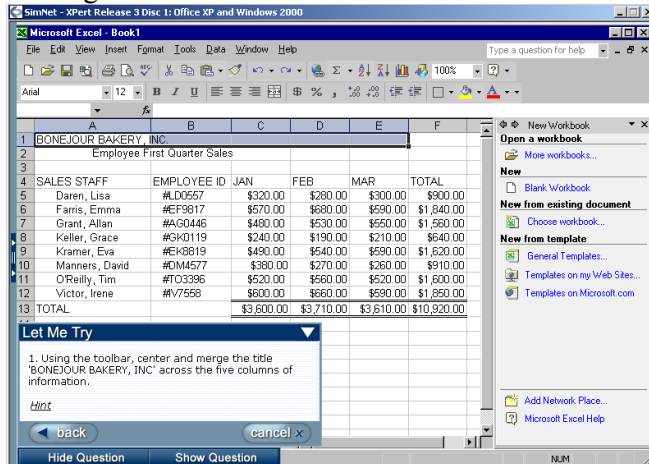 SimNet - XPert Release 3 Disc 1: Office XP and Windows 2000
Microsoft Excel - Book1
File Edit View Insert Format Tools Data Window Help Type a question for help
100%
Arial 12 B I U $ % ,
fx
New Workbook
A B C D E F
Open a workbook
1 BONEJOUR BAKERY, INC.
More workbooks...
2 Employee First Quarter Sales
New
3
Blank Workbook
4 SALES STAFF EMPLOYEE ID JAN FEB MAR TOTAL
5 Daren, Lisa #LD0557 $320.00 $280.00 $300.00 $900.00
New from existing document
6 Farris, Emma #EF9817 $570.00 $680.00 $590.00 $1,840.00
Choose workbook...
7 Grant, Allan #AG0446 $480.00 $530.00 $550.00 $1,560.00
8 Keller, Grace #GK0119 $240.00 $190.00 $210.00 $640.00
New from template
9 Kramer, Eva #EK8819 $490.00 $540.00 $590.00 $1,620.00
General Templates...
10 Manners, David #DM4577 $380.00 $270.00 $260.00 $910.00
Templates on my Web Sites...
11 O'Reilly, Tim #TO3396 $520.00 $560.00 $520.00 $1,600.00
12 Victor, Irene #IV7558 $600.00 $660.00 $590.00 $1,850.00
Templates on Microsoft.com
13 TOTAL $3,600.00 $3,710.00 $3,610.00 $10,920.00
Let Me Try
1. Using the toolbar, center and merge the title
'BONEJOUR BAKERY, INC' across the five columns of
information.
Hint
Add Network Place...
Microsoft Excel Help
back cancel x
Hide Question Show Question
NUM